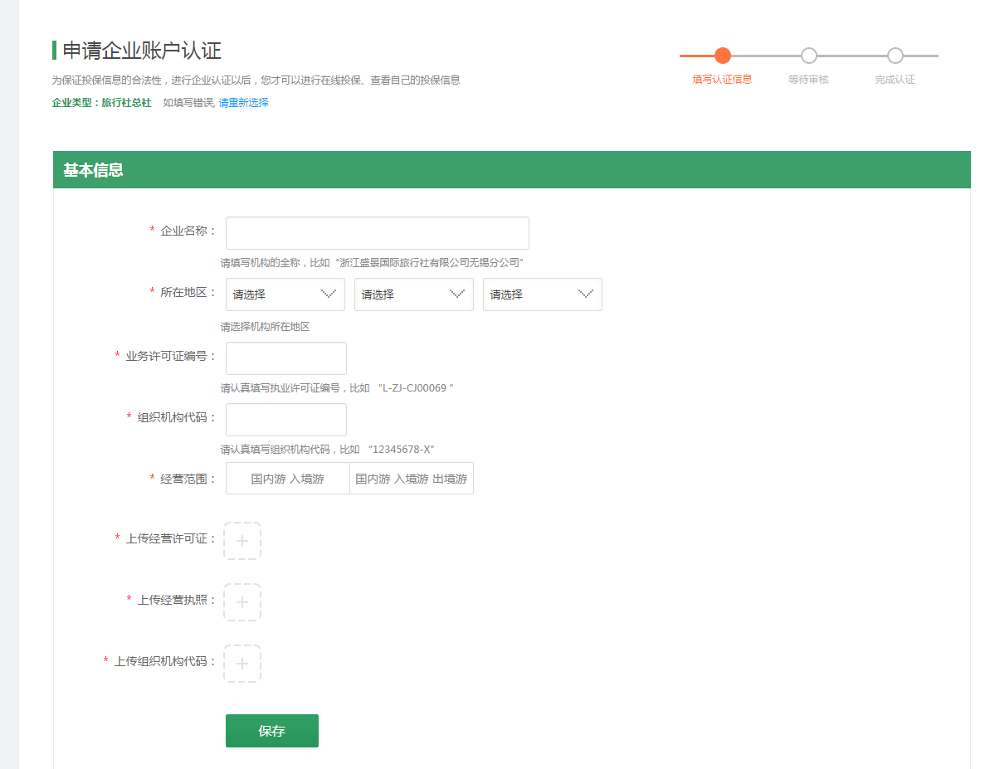 申请企业账户认证
为保证投保信息的合法性，进行企业认证以后，您才可以进行在线投保、查看自己的投保信息
企业类型：旅行社总社 如填写错误, 请重新选择
填写认证信息 等待审核 完成认证
基本信息
* 企业名称：
请填写机构的全称，比如“浙江盛景国际旅行社有限公司无锡分公司”
* 所在地区： 请选择 请选择 请选择
请选择机构所在地区
* 业务许可证编号：
请认真填写执业许可证编号，比如 “L-ZJ-CJ00069 ”
* 组织机构代码：
请认真填写组织机构代码，比如 “12345678-X”
* 经营范围： 国内游 入境游 国内游 入境游 出境游
* 上传经营许可证：
* 上传经营执照：
* 上传组织机构代码：
保存